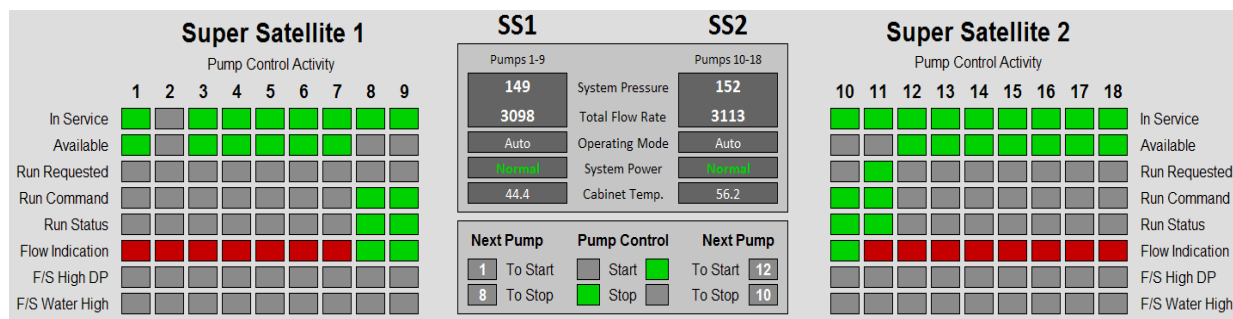 SS1 SS2
Super Satellite 1 Super Satellite 2
Pump Control Activity Pumps 1-9 Pumps 10-18 Pump Control Activity
1 2 3 4 5 6 7 8 9 149 System Pressure 152 10 11 12 13 14 15 16 17 18
In Service 3098 Total Flow Rate 3113 In Service
Available Auto Operating Mode Auto Available
Run Requested Normal System Power Normal Run Requested
Run Command 44.4 Cabinet Temp. 56.2 Run Command
Run Status Run Status
Flow Indication Next Pump Pump Control Next Pump Flow Indication
F/S High DP 1 To Start Start To Start 12 F/S High DP
F/S Water High 8 To Stop Stop To Stop 10 F/S Water High